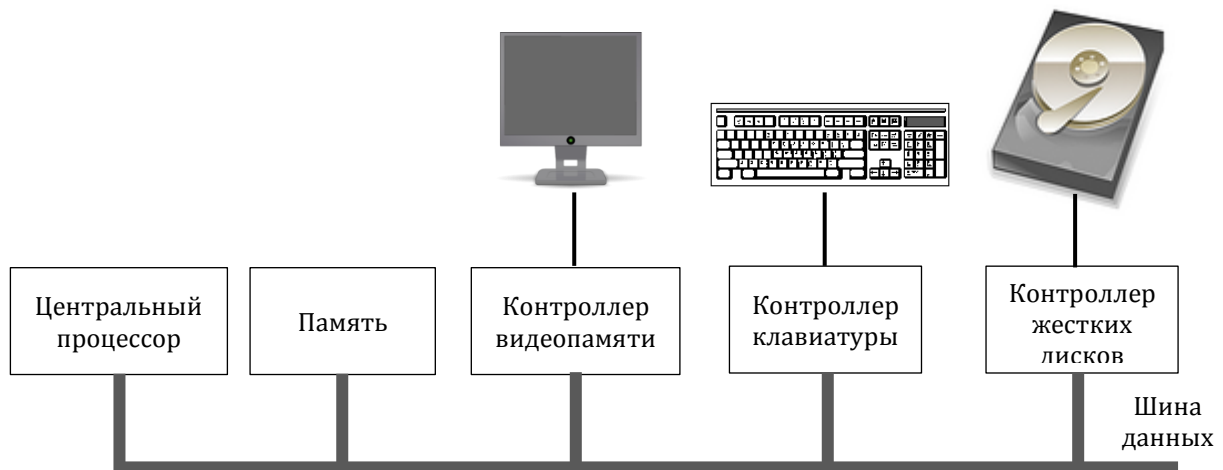 Центральный
процессор
Память
Контроллер
видеопамяти
Контроллер
клавиатуры
Контроллер
жестких
дисков
Шина
данных